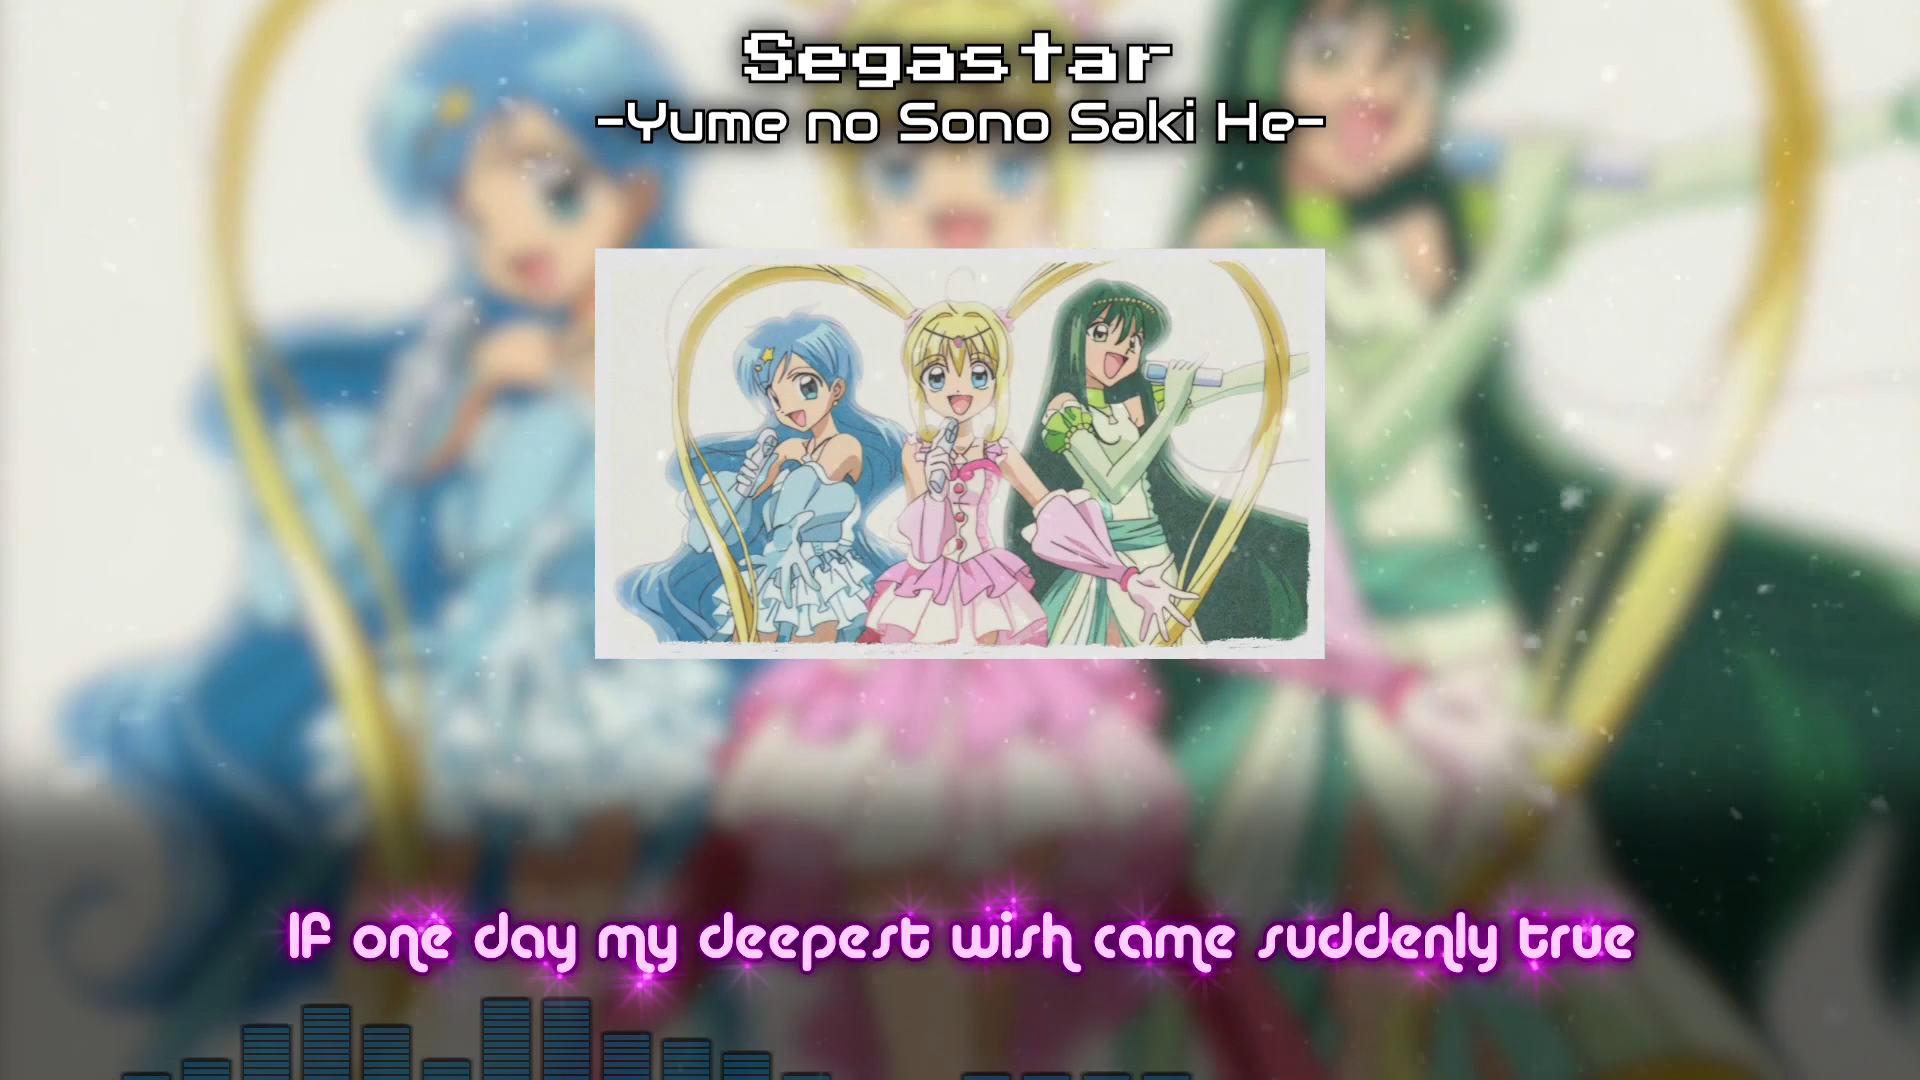 Segastar
-Yume no Sono Saki He-
If one day my deepest wish came suddenly true